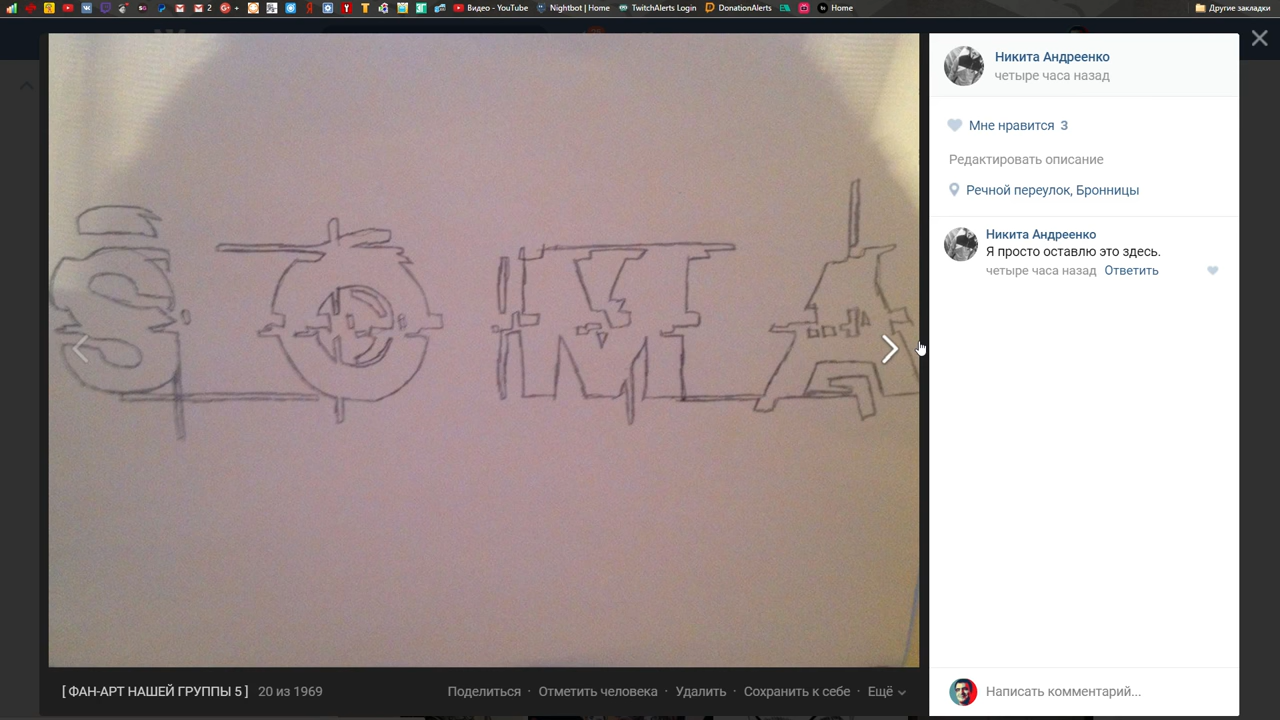 2
+
Видео - YouTube
Nightbot | Home
TwitchAlerts Login
DonationAlerts
Home
Другие закладки
Никита Андреенко
четыре часа назад
Мне нравится 3
Редактировать описание
Речной переулок, Бронницы
Никита Андреенко
Я просто оставлю это здесь.
четыре часа назад Ответить
SOMA
[ ФАН-АРТ НАШЕЙ ГРУППЫ 5 ] 20 из 1969
Поделиться · Отметить человека · Удалить · Сохранить к себе · Ещё
Написать комментарий...